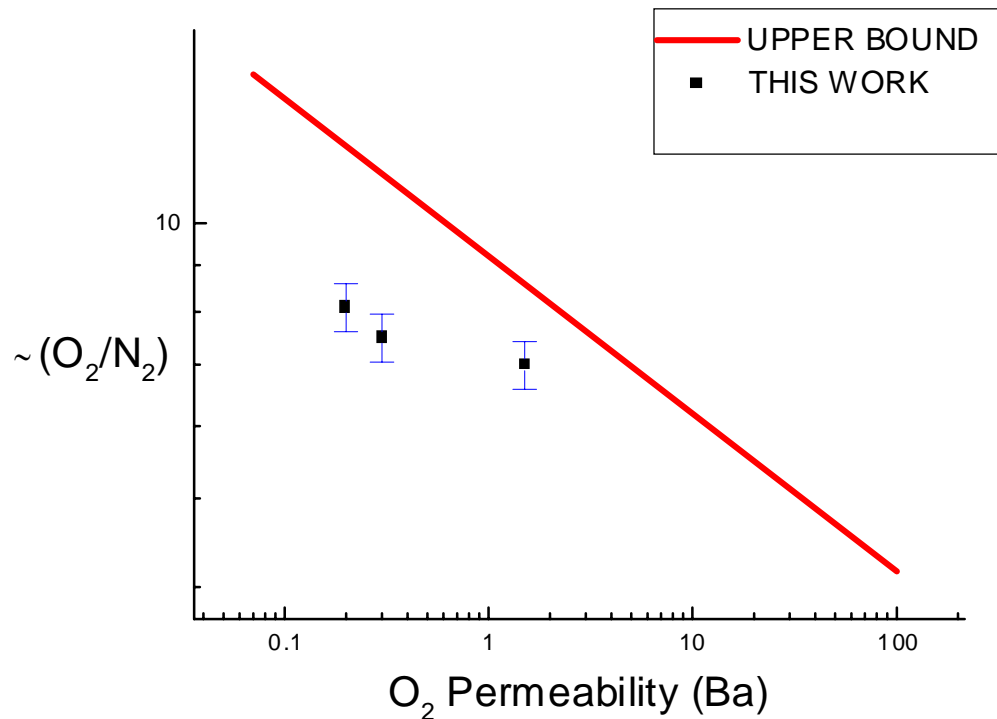 UPPER BOUND
THIS WORK
10
~(O₂/N₂)
0.1 1 10 100
O₂ Permeability (Ba)